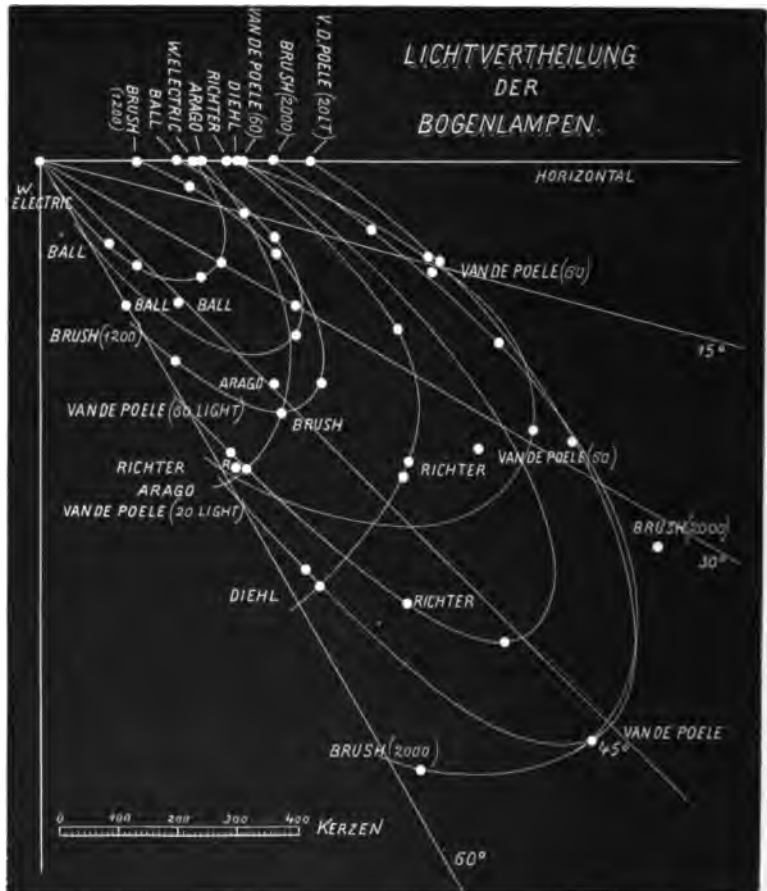 LICHTVERTHEILUNG
DER
BOGENLAMPEN.
BRUSH (1200)
BALL
W.ELECTRIC
ARAGO
RICHTER
DIEHL
VAN DE POELE (60)
BRUSH (2000)
V.D.POELE (20 LT)
HORIZONTAL
W. ELECTRIC
BALL
VAN DE POELE (60)
BALL
BALL
BRUSH (1200)
15°
ARAGO
VAN DE POELE (60 LIGHT)
BRUSH
VAN DE POELE (60)
RICHTER
R
RICHTER
ARAGO
VAN DE POELE (20 LIGHT)
BRUSH (2000)
30°
DIEHL
RICHTER
VAN DE POELE
45°
BRUSH (2000)
0 100 200 300 400 KERZEN
60°